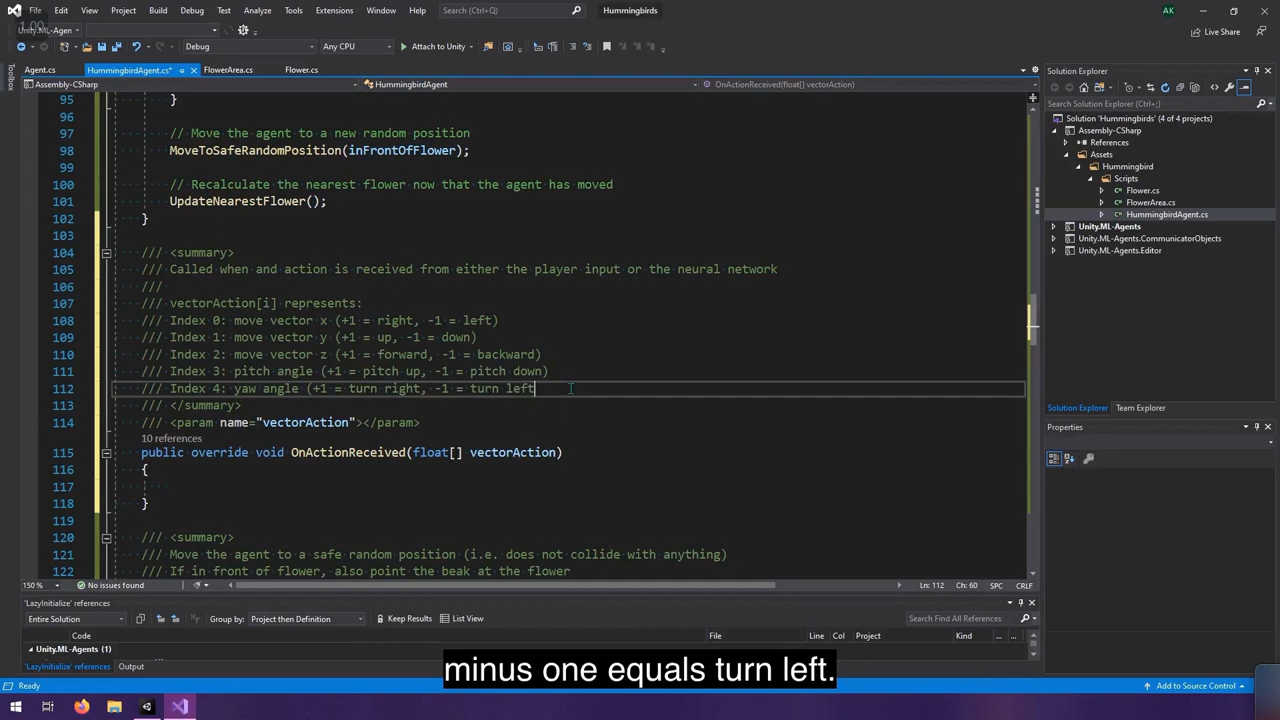 File Edit View Project Build Debug Test Analyze Tools Extensions Window Help Search (Ctrl+Q) Hummingbirds AK
1.00
Unity.ML-Agen
Live Share
Debug Any CPU Attach to Unity
Toolbox
Agent.cs HummingbirdAgent.cs* FlowerArea.cs Flower.cs
Assembly-CSharp HummingbirdAgent OnActionReceived(float[] vectorAction)
95 }
96
97 // Move the agent to a new random position
98 MoveToSafeRandomPosition(inFrontOfFlower);
99
100 // Recalculate the nearest flower now that the agent has moved
101 UpdateNearestFlower();
102 }
103
104 /// <summary>
105 /// Called when and action is received from either the player input or the neural network
106 ///
107 /// vectorAction[i] represents:
108 /// Index 0: move vector x (+1 = right, -1 = left)
109 /// Index 1: move vector y (+1 = up, -1 = down)
110 /// Index 2: move vector z (+1 = forward, -1 = backward)
111 /// Index 3: pitch angle (+1 = pitch up, -1 = pitch down)
112 /// Index 4: yaw angle (+1 = turn right, -1 = turn left
113 /// </summary>
114 /// <param name="vectorAction"></param>
10 references
115 public override void OnActionReceived(float[] vectorAction)
116 {
117
118 }
119
120 /// <summary>
121 /// Move the agent to a safe random position (i.e. does not collide with anything)
122 /// If in front of flower, also point the beak at the flower
150 % No issues found Ln: 112 Ch: 60 SPC CRLF
'LazyInitialize' references
Entire Solution Group by: Project then Definition Keep Results List View Search Find All References
Code File Line Col Project Kind ... ...
Unity.ML-Agents (1)
'LazyInitialize' references Output
Solution Explorer
Search Solution Explorer (Ctrl+;)
Solution 'Hummingbirds' (4 of 4 projects)
Assembly-CSharp
References
Assets
Hummingbird
Scripts
Flower.cs
FlowerArea.cs
HummingbirdAgent.cs
Unity.ML-Agents
Unity.ML-Agents.CommunicatorObjects
Unity.ML-Agents.Editor
Solution Explorer Team Explorer
Properties
minus one equals turn left.
Ready Add to Source Control